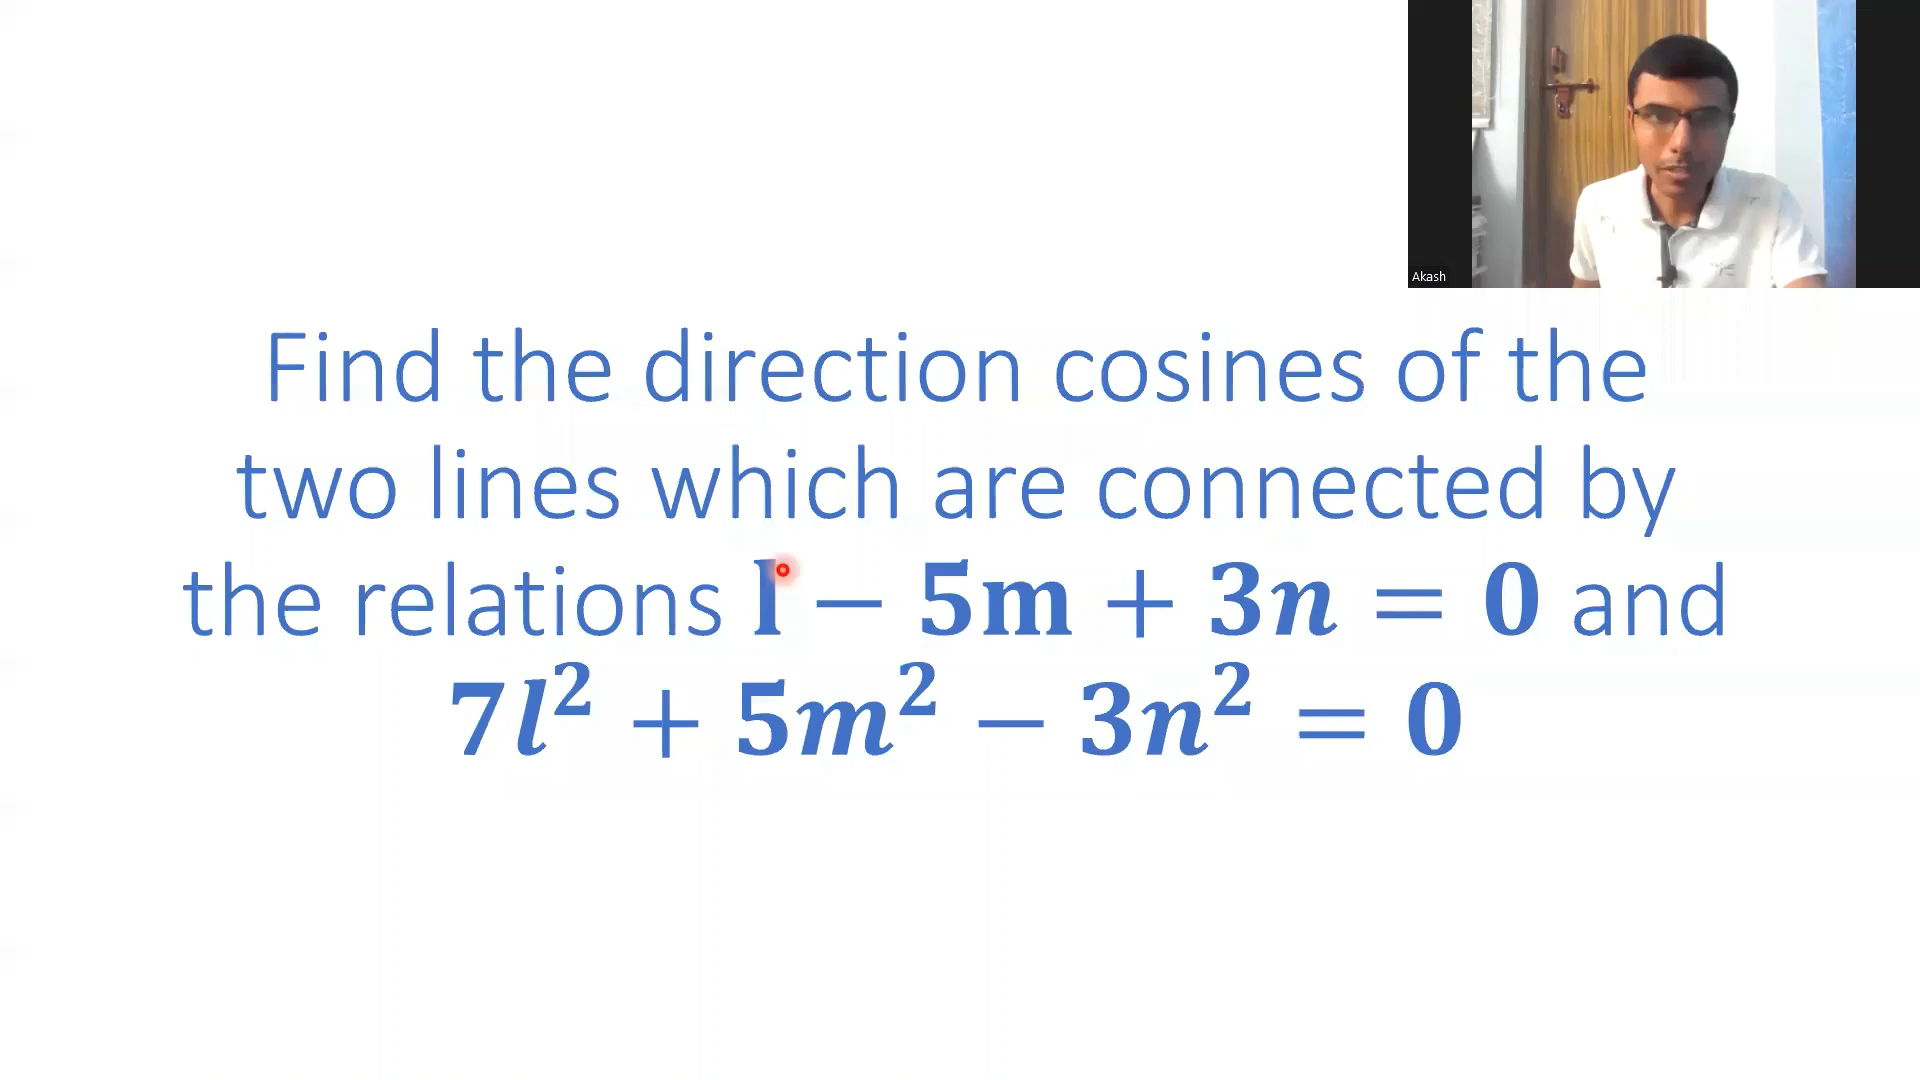 Akash
Find the direction cosines of the
two lines which are connected by
the relations l − 5m + 3n = 0 and
7l² + 5m² − 3n² = 0